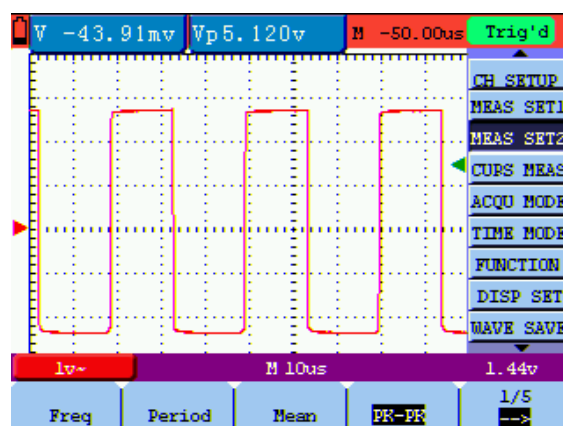 V -43.91mv Vp5.120v M -50.00us Trig'd
CH SETUP
MEAS SET1
MEAS SET2
CUPS MEAS
ACQU MODE
TIME MODE
FUNCTION
DISP SET
WAVE SAVE
1v~ M 10us 1.44v
Freq Period Mean PK-PK 1/5
-->